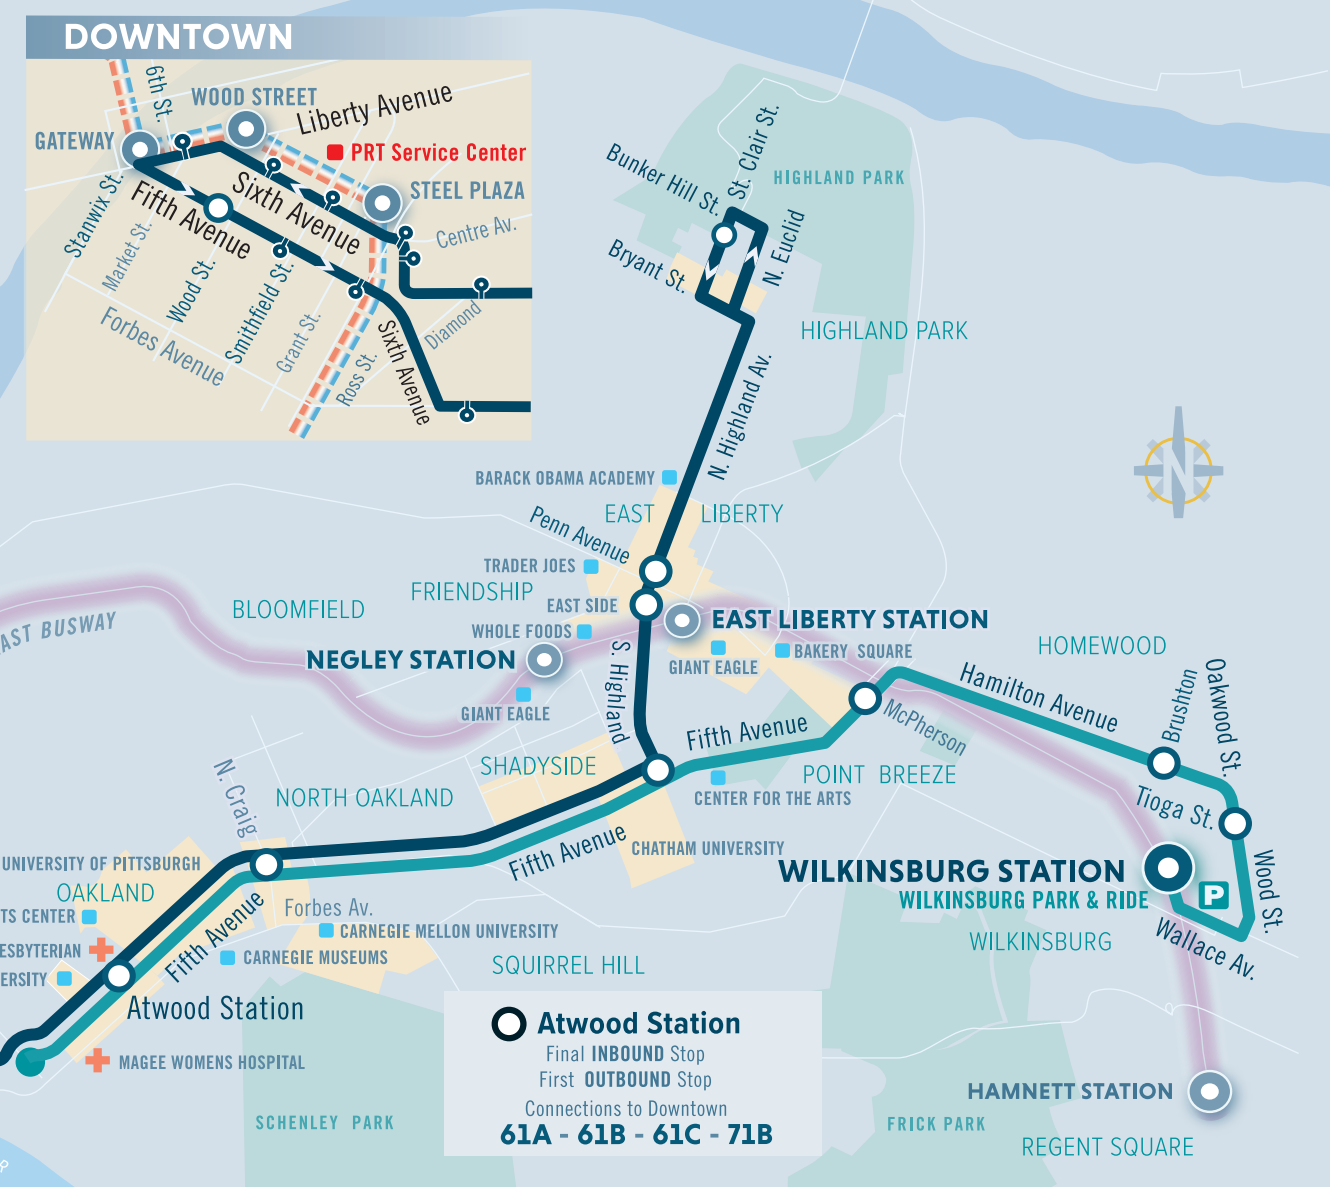 DOWNTOWN
6th St.
WOOD STREET
Liberty Avenue
GATEWAY
PRT Service Center
Stanwix St.
Fifth Avenue
Sixth Avenue
STEEL PLAZA
Centre Av.
Market St.
Wood St.
Smithfield St.
Forbes Avenue
Grant St.
Ross St.
Sixth Avenue
Diamond
Bunker Hill St.
St. Clair St.
HIGHLAND PARK
Bryant St.
N. Euclid
HIGHLAND PARK
N. Highland Av.
N
BARACK OBAMA ACADEMY
EAST LIBERTY
Penn Avenue
TRADER JOES
FRIENDSHIP
BLOOMFIELD
EAST SIDE
EAST LIBERTY STATION
AST BUSWAY
WHOLE FOODS
NEGLEY STATION
S. Highland
GIANT EAGLE
BAKERY SQUARE
HOMEWOOD
GIANT EAGLE
Hamilton Avenue
Brushton
Oakwood St.
McPherson
Fifth Avenue
SHADYSIDE
POINT BREEZE
CENTER FOR THE ARTS
N. Craig
NORTH OAKLAND
Tioga St.
Fifth Avenue
CHATHAM UNIVERSITY
UNIVERSITY OF PITTSBURGH
OAKLAND
WILKINSBURG STATION
WILKINSBURG PARK & RIDE
P
Wood St.
Wallace Av.
WILKINSBURG
TS CENTER
Forbes Av.
CARNEGIE MELLON UNIVERSITY
ESBYTERIAN
Fifth Avenue
CARNEGIE MUSEUMS
ERSITY
SQUIRREL HILL
Atwood Station
MAGEE WOMENS HOSPITAL
Atwood Station
Final INBOUND Stop
First OUTBOUND Stop
Connections to Downtown
61A - 61B - 61C - 71B
HAMNETT STATION
SCHENLEY PARK
FRICK PARK
REGENT SQUARE